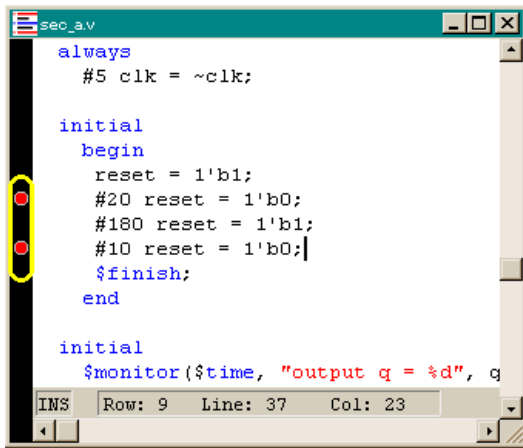 sec_a.v
always
#5 clk = ~clk;
initial
begin
reset = 1'b1;
#20 reset = 1'b0;
#180 reset = 1'b1;
#10 reset = 1'b0;
$finish;
end
initial
$monitor($time, "output q = %d", q
INS Row: 9 Line: 37 Col: 23